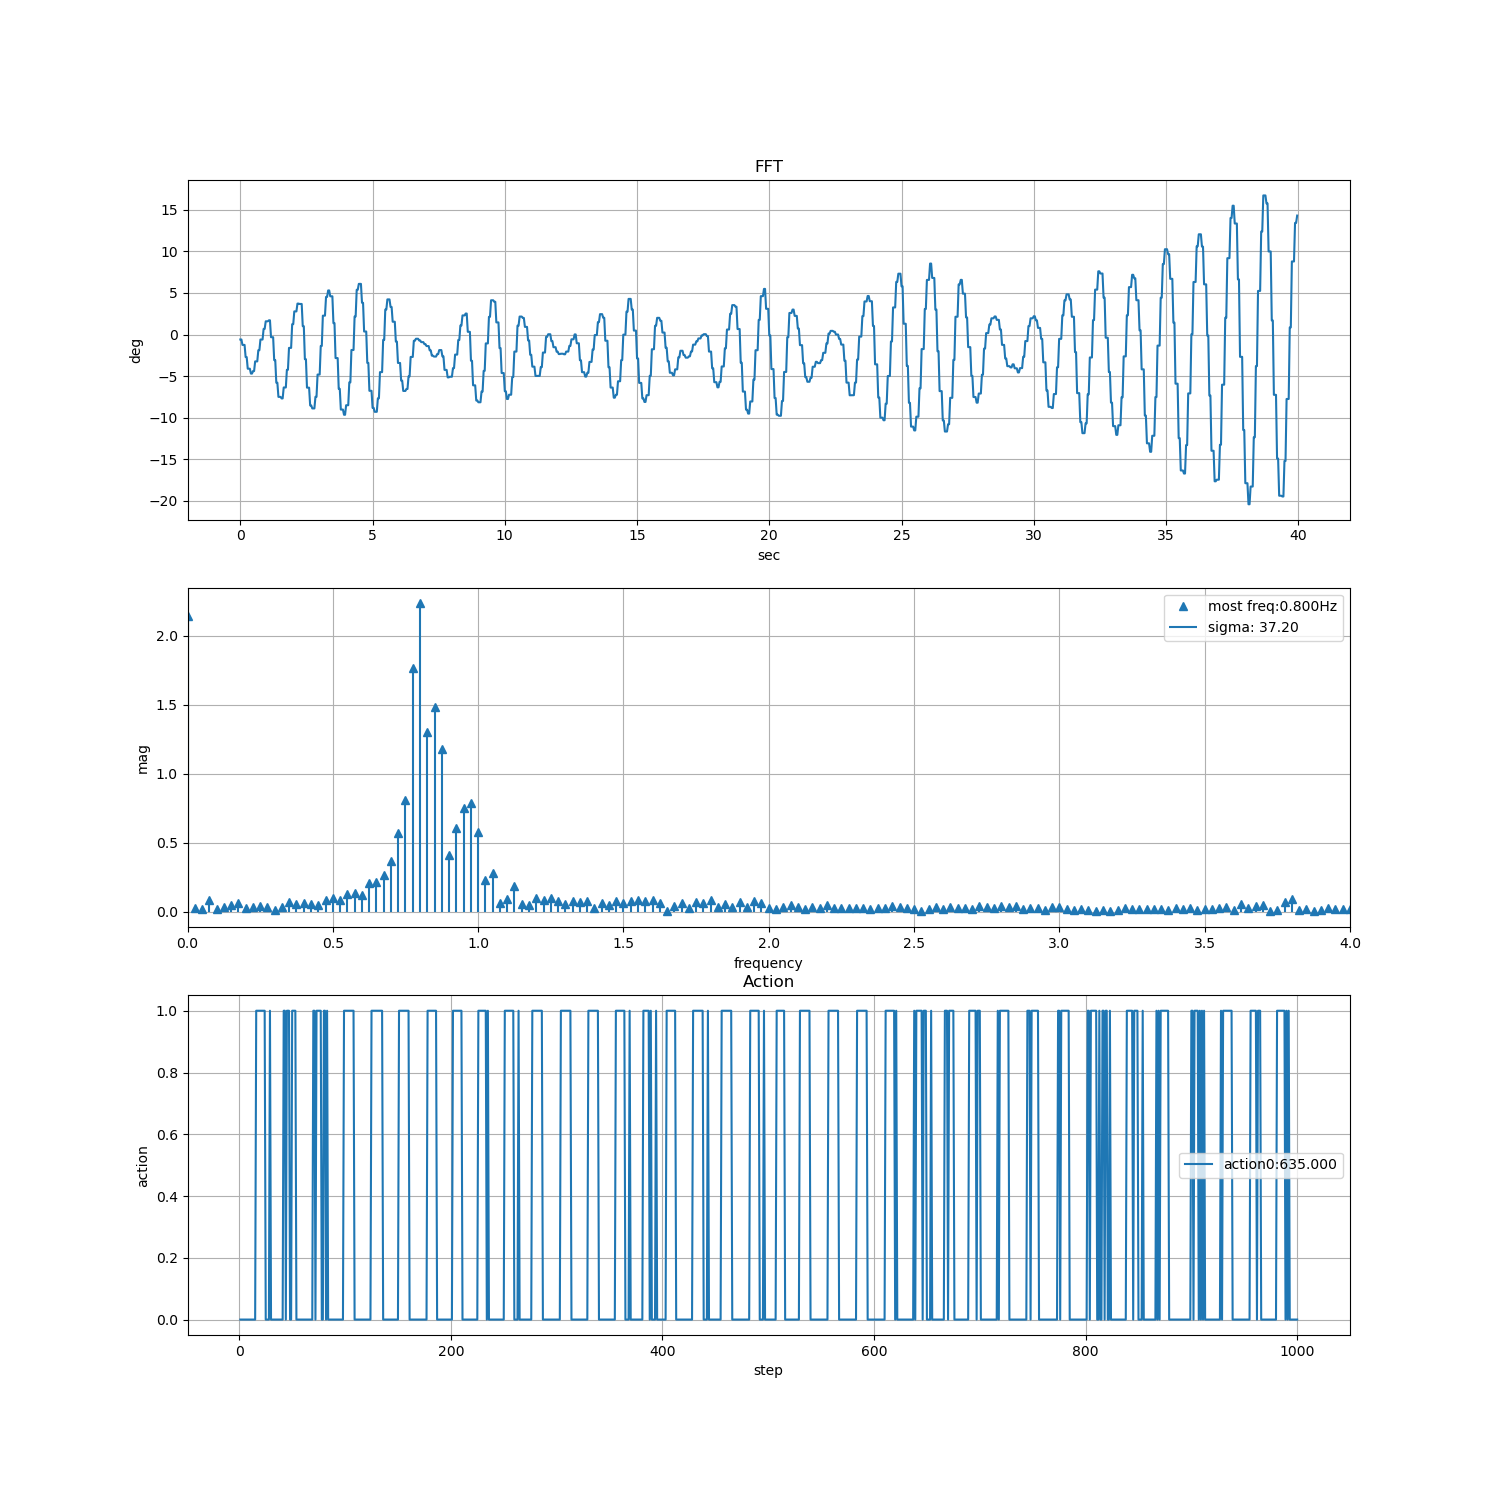 FFT
15
10
5
0
−5
−10
−15
−20
deg
0 5 10 15 20 25 30 35 40
sec
most freq:0.800Hz
sigma: 37.20
2.0
1.5
1.0
0.5
0.0
mag
0.0 0.5 1.0 1.5 2.0 2.5 3.0 3.5 4.0
frequency
Action
1.0
0.8
0.6
0.4
0.2
0.0
action
action0:635.000
0 200 400 600 800 1000
step